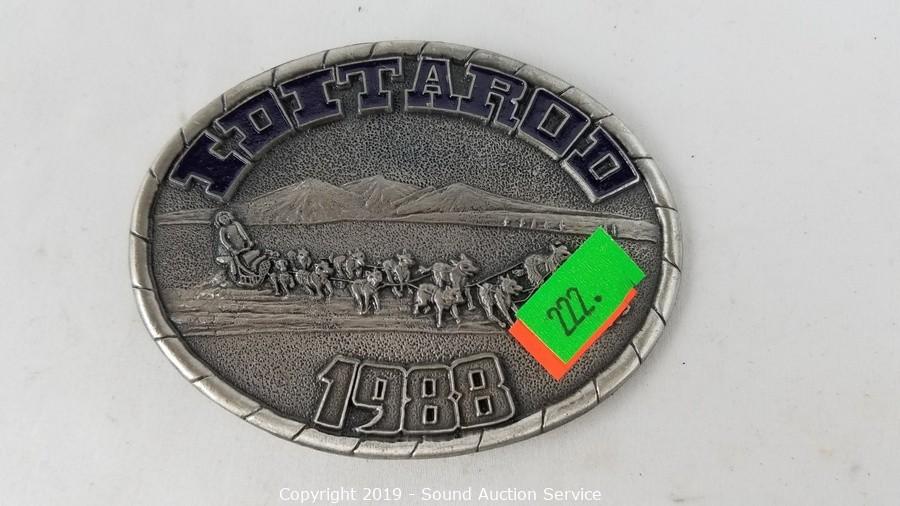 IDITAROD
222.
1988
Copyright 2019 - Sound Auction Service